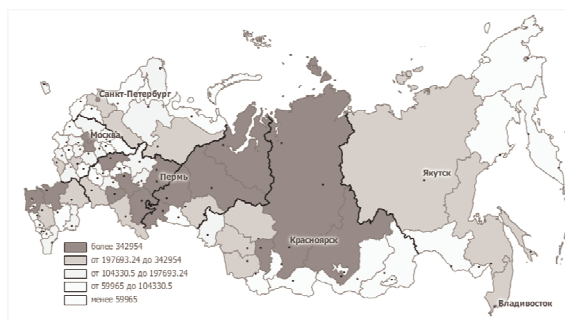 Санкт-Петербург
Москва
Пермь
Якутск
Красноярск
Владивосток
более 342954
от 197693.24 до 342954
от 104330.5 до 197693.24
от 59965 до 104330.5
менее 59965